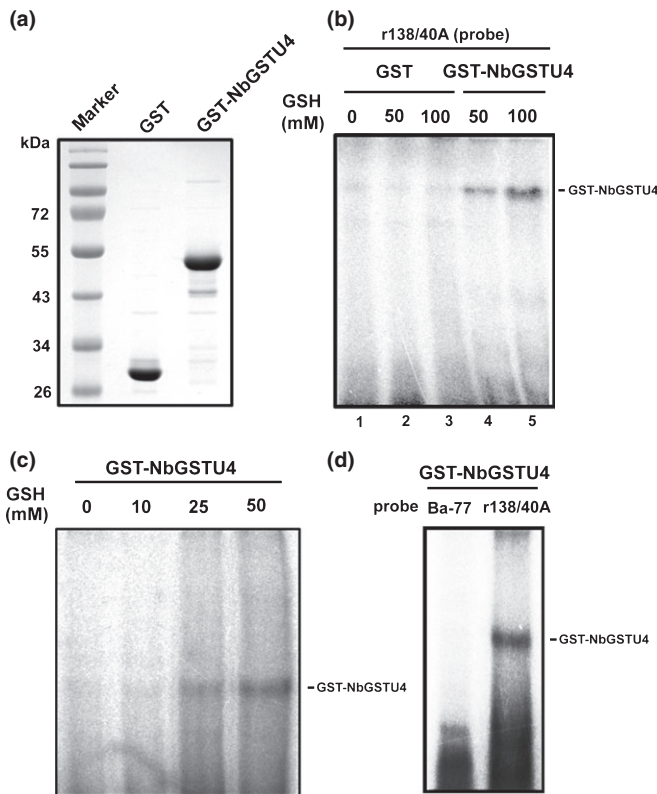 (a)
Marker GST GST-NbGSTU4
kDa
72
55
43
34
26
(b)
r138/40A (probe)
GST GST-NbGSTU4
GSH (mM) 0 50 100 50 100
GST-NbGSTU4
1 2 3 4 5
(c)
GST-NbGSTU4
GSH (mM) 0 10 25 50
GST-NbGSTU4
(d)
GST-NbGSTU4
probe Ba-77 r138/40A
GST-NbGSTU4